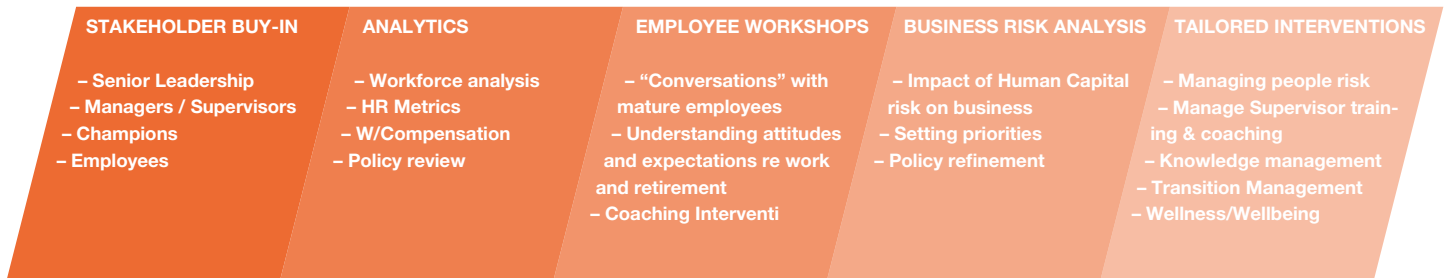 STAKEHOLDER BUY-IN
– Senior Leadership
– Managers / Supervisors
– Champions
– Employees
ANALYTICS
– Workforce analysis
– HR Metrics
– W/Compensation
– Policy review
EMPLOYEE WORKSHOPS
– “Conversations” with
mature employees
– Understanding attitudes
and expectations re work
and retirement
– Coaching Interventi
BUSINESS RISK ANALYSIS
– Impact of Human Capital
risk on business
– Setting priorities
– Policy refinement
TAILORED INTERVENTIONS
– Managing people risk
– Manage Supervisor train-
ing & coaching
– Knowledge management
– Transition Management
– Wellness/Wellbeing